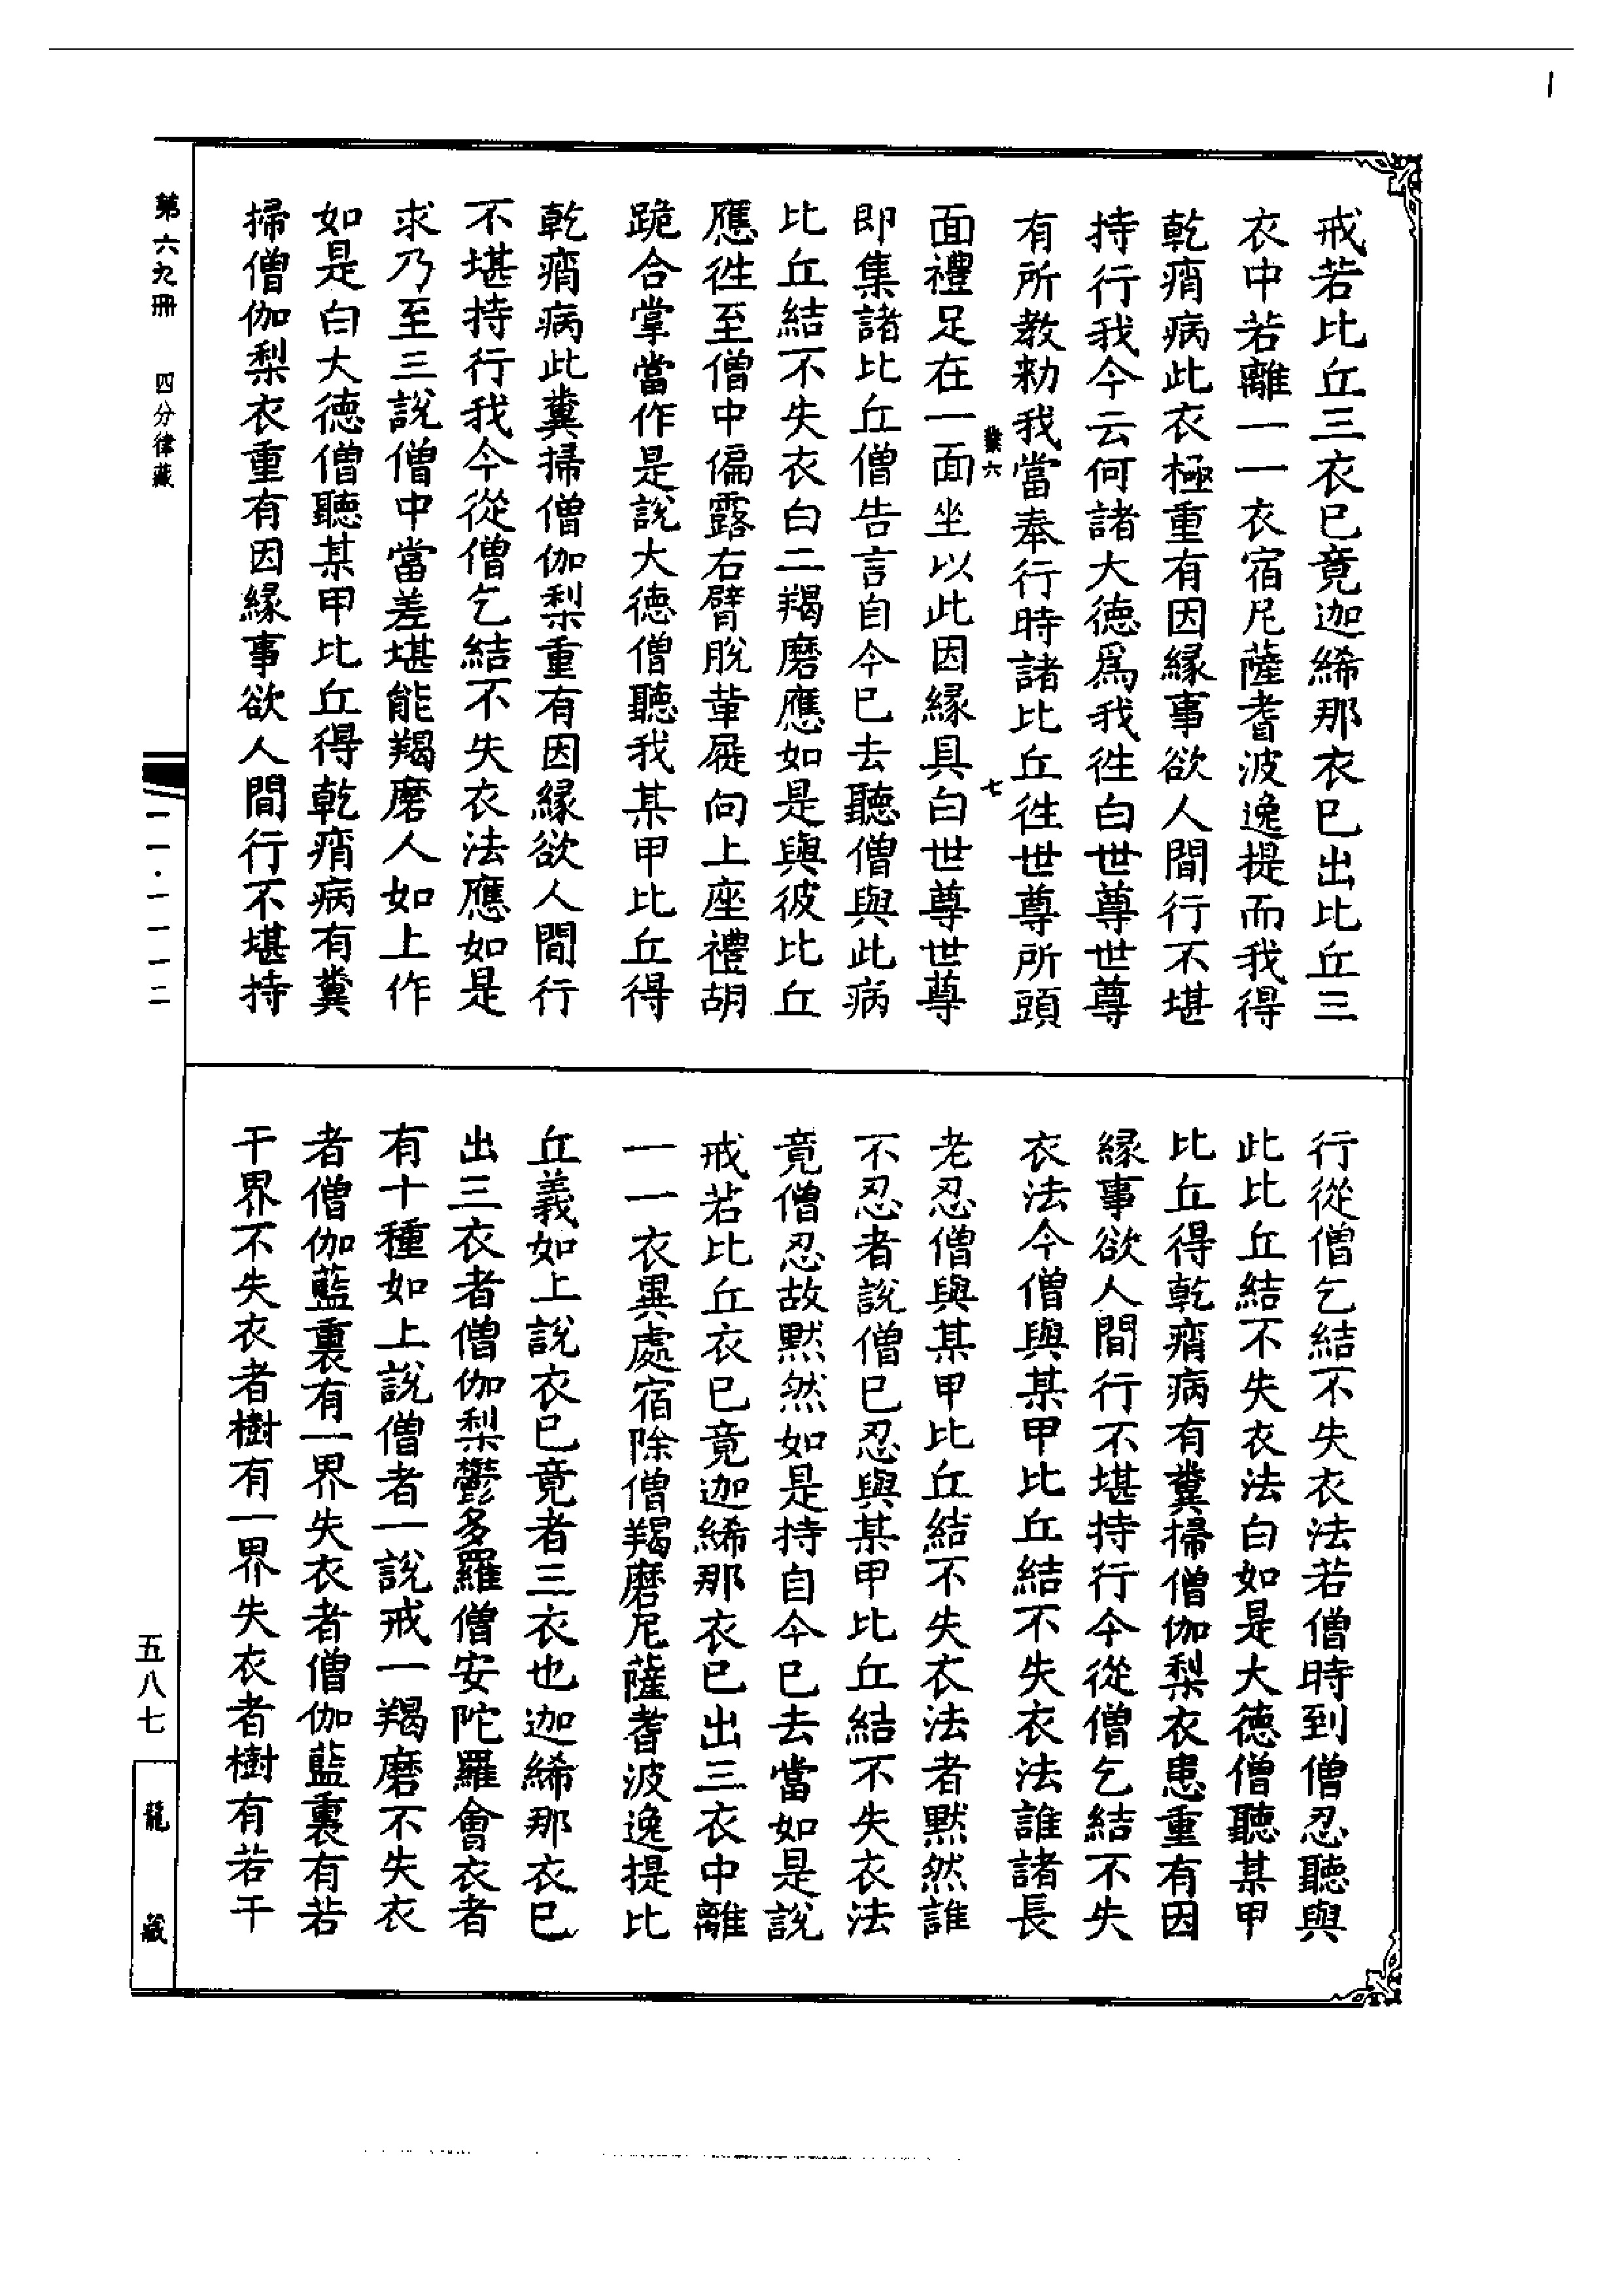 戒若比丘三衣已竟迦絺那衣已出比丘三
衣中若離一一衣宿尼薩耆波逸提而我得
乾痟病此衣極重有因緣事欲人間行不堪
持行我今云何諸大德爲我往白世尊世尊
有所教勑我當奉行時諸比丘往世尊所頭
面禮足在一面坐以此因緣具白世尊世尊
即集諸比丘僧告言自今已去聽僧與此病
比丘結不失衣白二羯磨應如是與彼比丘
應往至僧中偏露右臂脫革屣向上座禮胡
跪合掌當作是說大德僧聽我某甲比丘得
乾痟病此糞掃僧伽梨重有因緣欲人間行
不堪持行我今從僧乞結不失衣法應如是
求乃至三說僧中當差堪能羯磨人如上作
如是白大德僧聽某甲比丘得乾痟病有糞
掃僧伽梨衣重有因緣事欲人間行不堪持
行從僧乞結不失衣法若僧時到僧忍聽與
此比丘結不失衣法白如是大德僧聽某甲
比丘得乾痟病有糞掃僧伽梨衣患重有因
緣事欲人間行不堪持行今從僧乞結不失
衣法今僧與某甲比丘結不失衣法誰諸長
老忍僧與某甲比丘結不失衣法者黙然誰
不忍者說僧已忍與某甲比丘結不失衣法
竟僧忍故黙然如是持自今已去當如是說
戒若比丘衣已竟迦絺那衣已出三衣中離
一一衣異處宿除僧羯磨尼薩耆波逸提比
丘義如上說衣已竟者三衣也迦絺那衣已
出三衣者僧伽梨鬱多羅僧安陀羅會衣者
有十種如上說僧者一說戒一羯磨不失衣
者僧伽藍裏有一界失衣者僧伽藍裏有若
干界不失衣者樹有一界失衣者樹有若干
六
七
第六九冊 四分律藏
一一·一一一二
五八七
龍藏
1